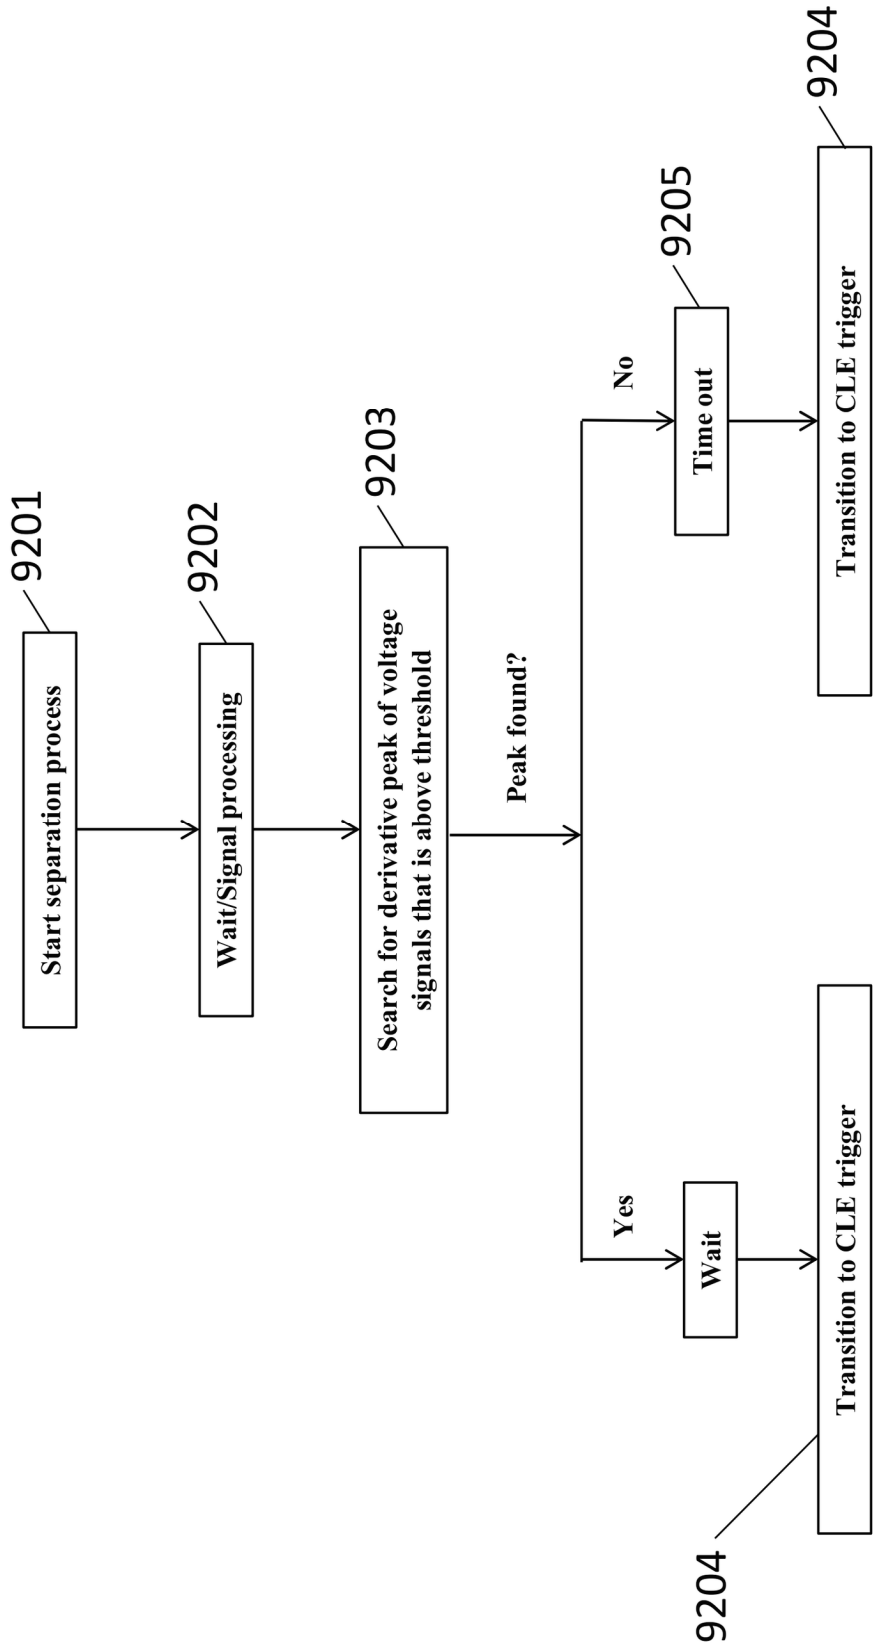 9201
Start separation process
9202
Wait/Signal processing
9203
Search for derivative peak of voltage
signals that is above threshold
Peak found?
Yes
No
Wait
Time out
9205
9204
Transition to CLE trigger
Transition to CLE trigger
9204